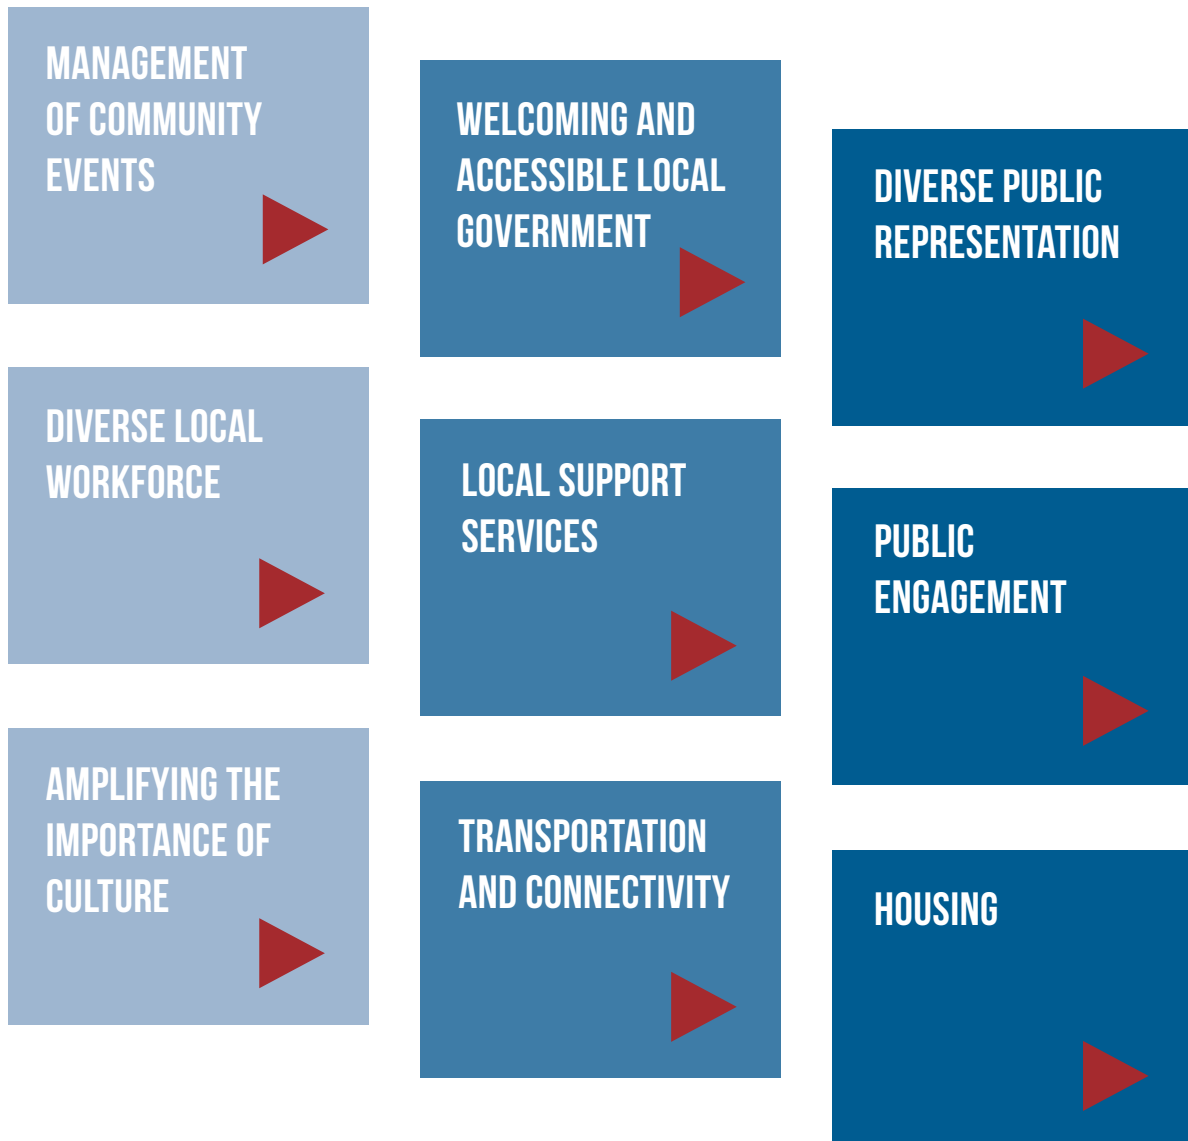 MANAGEMENT
OF COMMUNITY
EVENTS
WELCOMING AND
ACCESSIBLE LOCAL
GOVERNMENT
DIVERSE PUBLIC
REPRESENTATION
DIVERSE LOCAL
WORKFORCE
LOCAL SUPPORT
SERVICES
PUBLIC
ENGAGEMENT
AMPLIFYING THE
IMPORTANCE OF
CULTURE
TRANSPORTATION
AND CONNECTIVITY
HOUSING